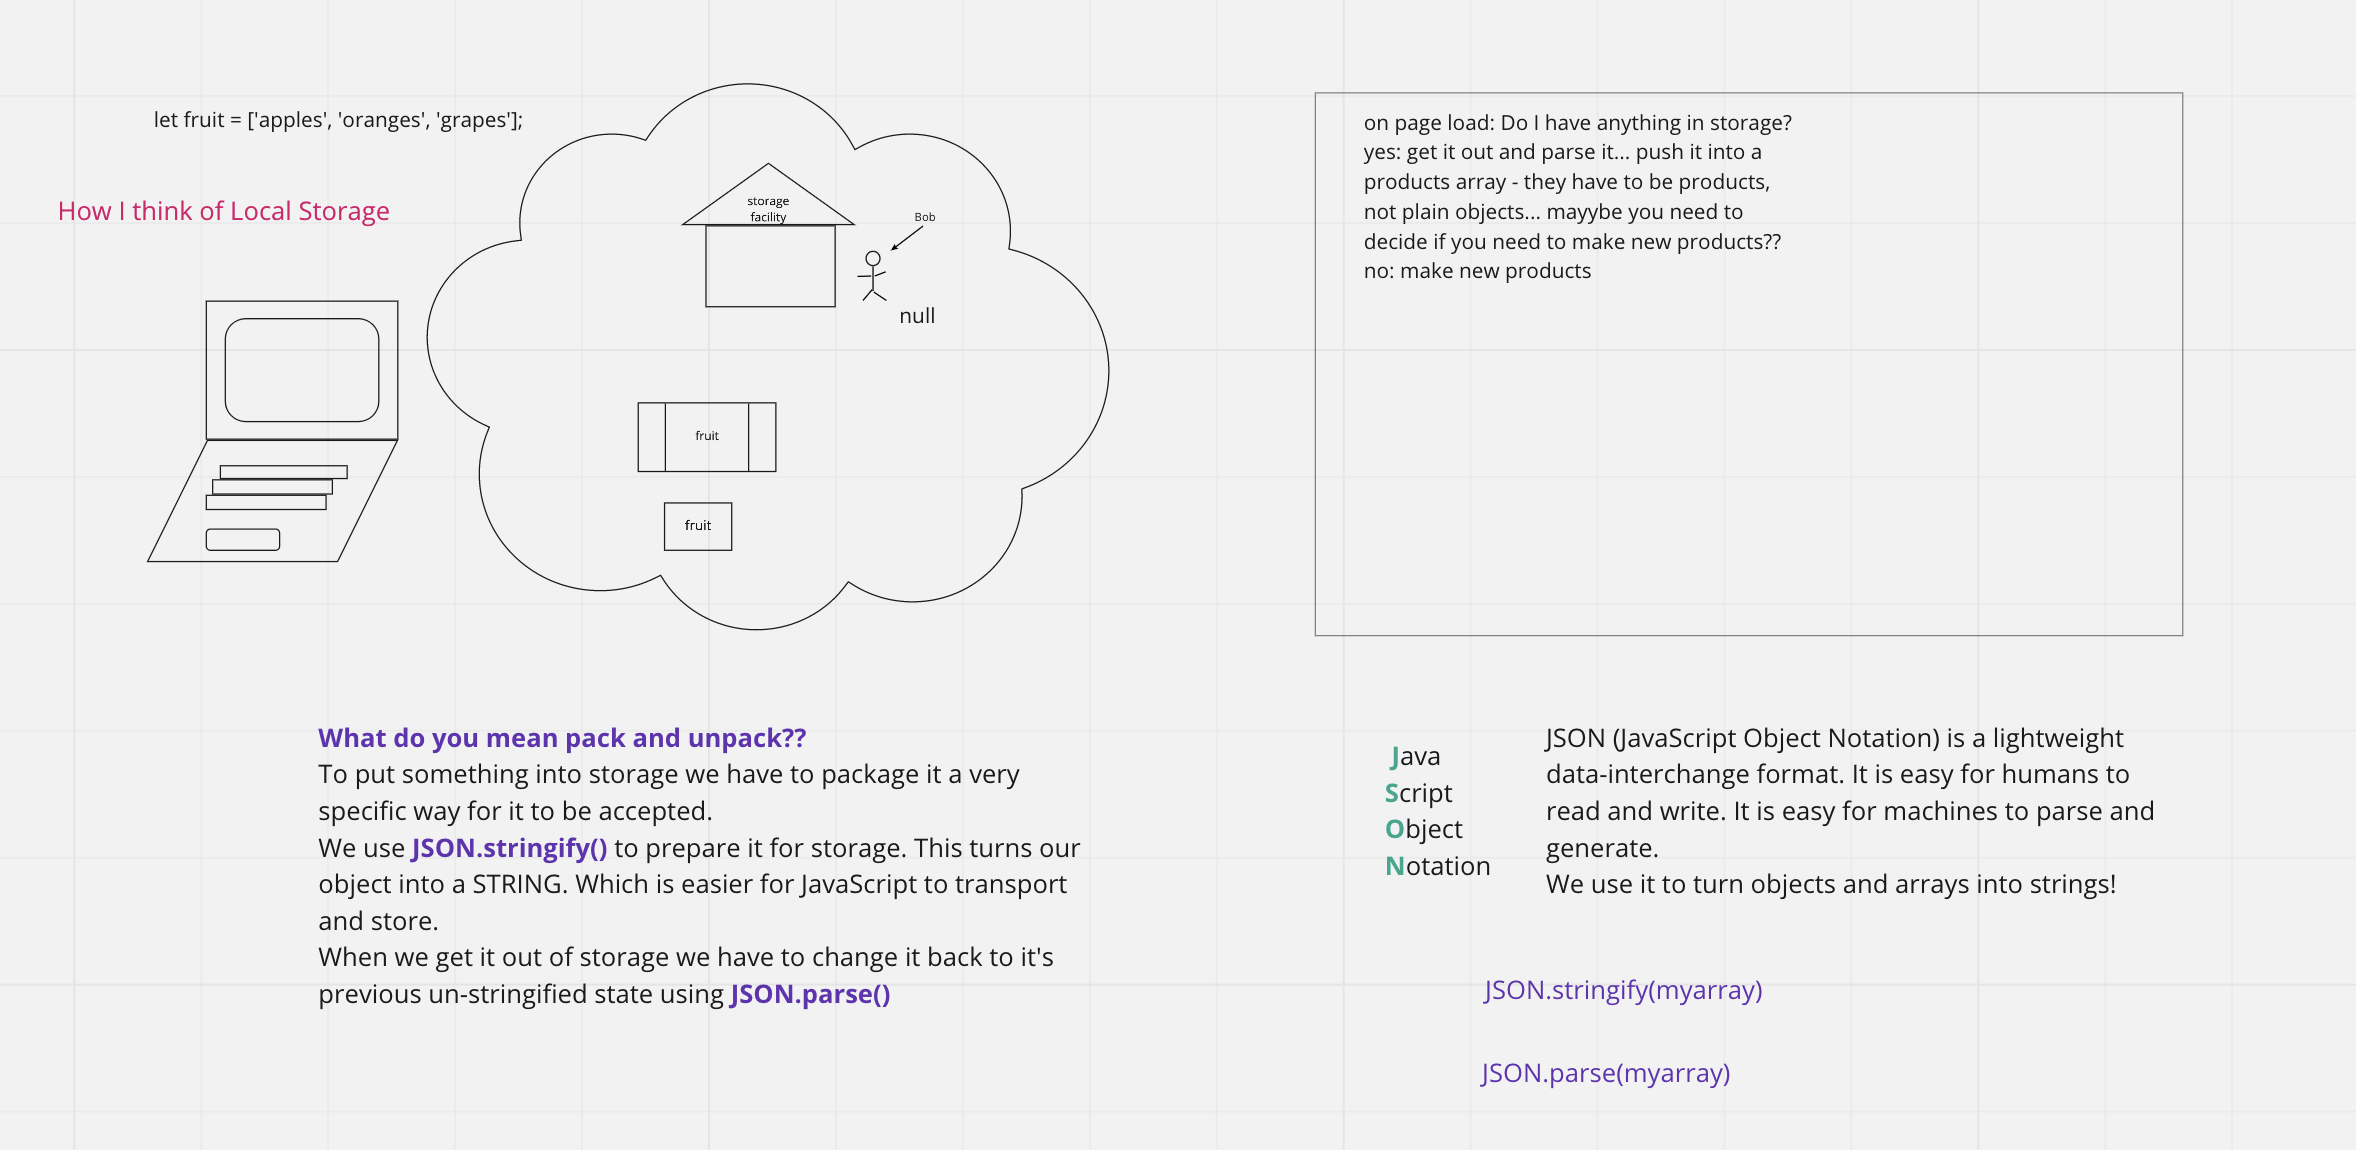 let fruit = ['apples', 'oranges', 'grapes'];
How I think of Local Storage
storage
facility
Bob
null
fruit
fruit
on page load: Do I have anything in storage?
yes: get it out and parse it... push it into a
products array - they have to be products,
not plain objects... mayybe you need to
decide if you need to make new products??
no: make new products
What do you mean pack and unpack??
To put something into storage we have to package it a very
specific way for it to be accepted.
We use JSON.stringify() to prepare it for storage. This turns our
object into a STRING. Which is easier for JavaScript to transport
and store.
When we get it out of storage we have to change it back to it's
previous un-stringified state using JSON.parse()
Java
Script
Object
Notation
JSON (JavaScript Object Notation) is a lightweight
data-interchange format. It is easy for humans to
read and write. It is easy for machines to parse and
generate.
We use it to turn objects and arrays into strings!
JSON.stringify(myarray)
JSON.parse(myarray)